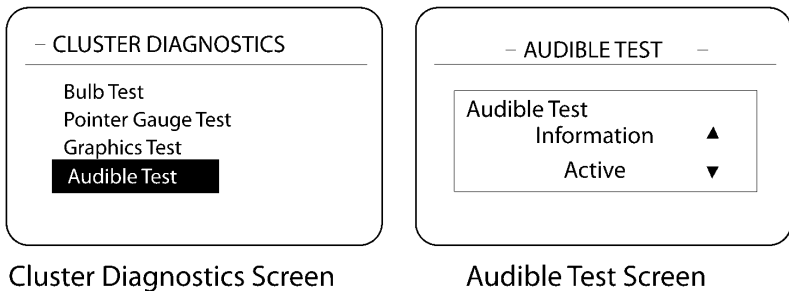 – CLUSTER DIAGNOSTICS
Bulb Test
Pointer Gauge Test
Graphics Test
Audible Test
Cluster Diagnostics Screen
– AUDIBLE TEST –
Audible Test
Information ▲
Active ▼
Audible Test Screen